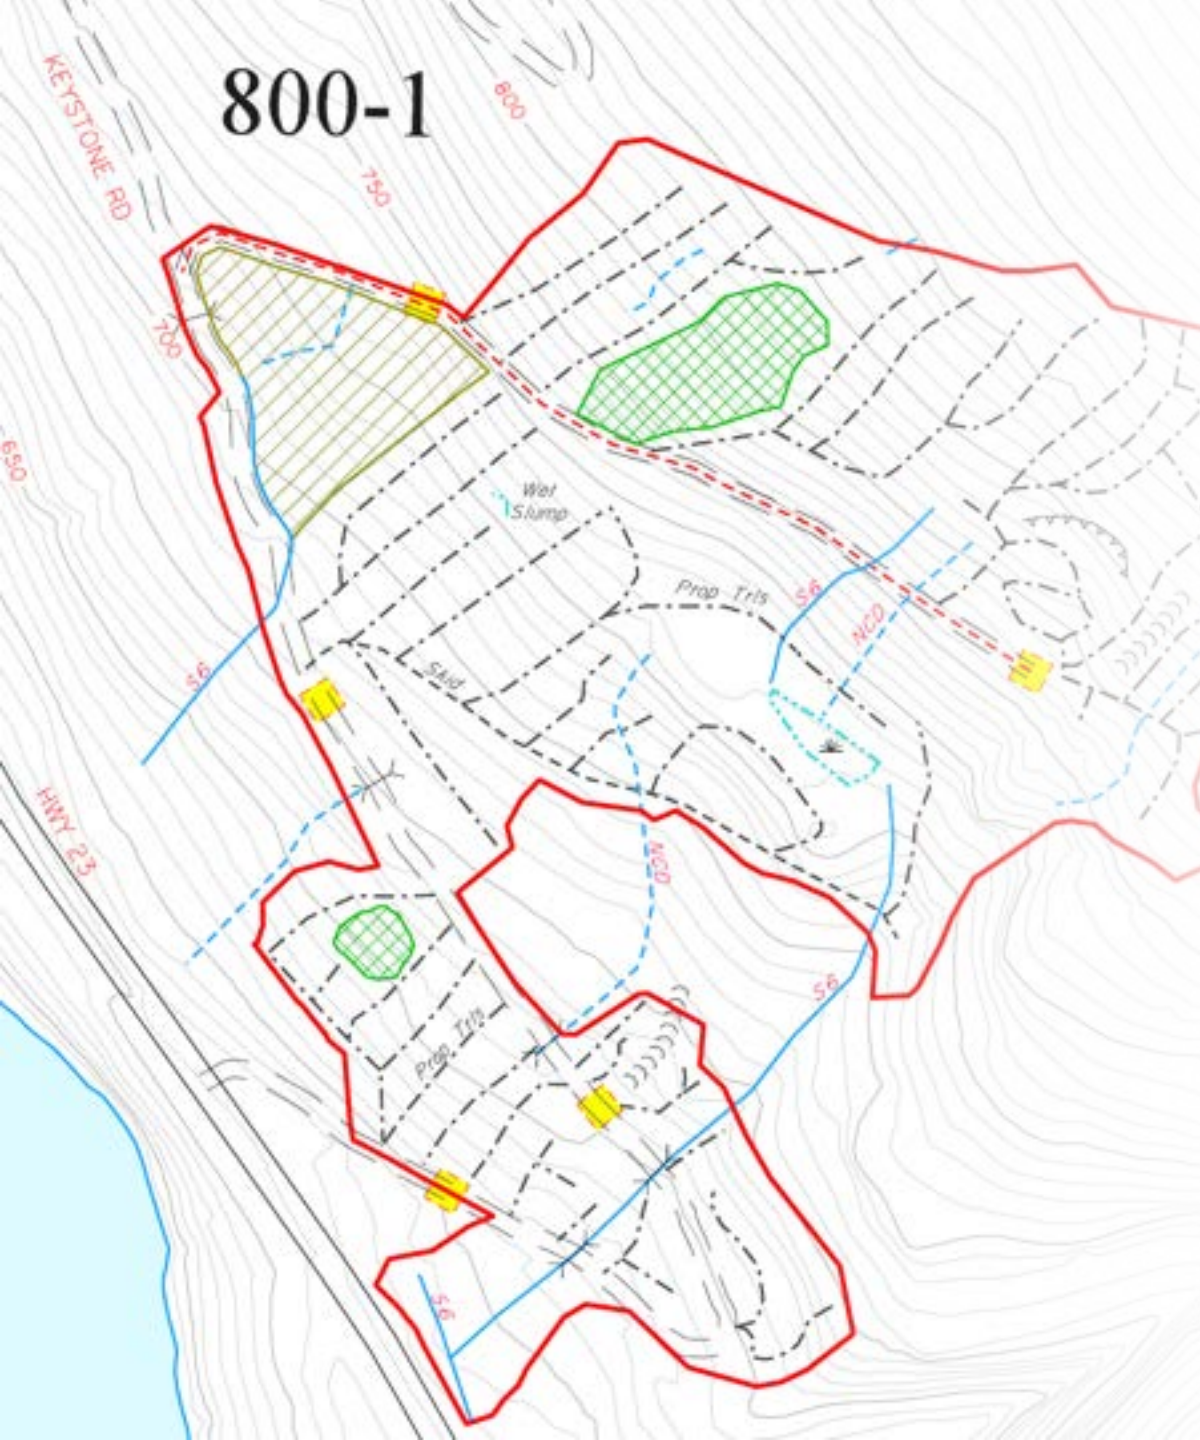 800-1
KEYSTONE RD
800
750
700
650
Wet
Slump
Prop Trls
S6
NCD
Skid
S6
HWY 23
NCD
S6
Prop Trls
S6